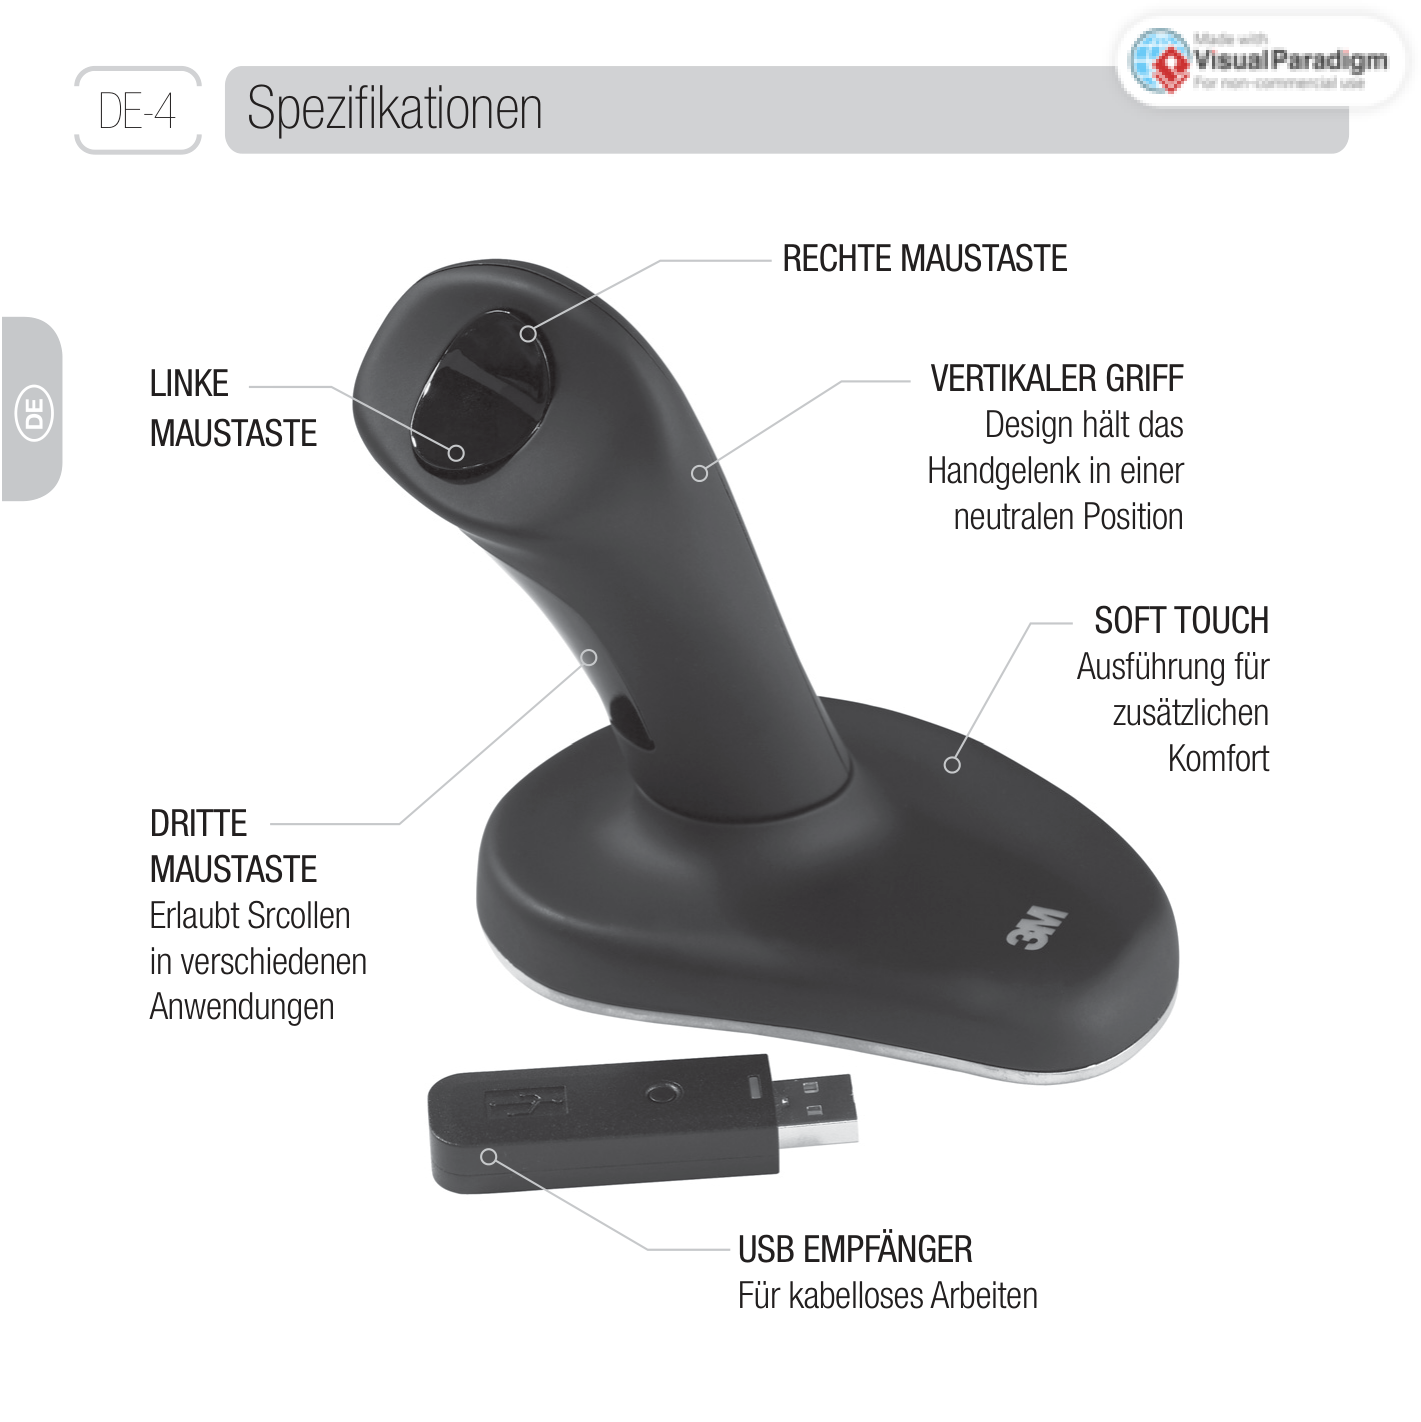 Made with
VisualParadigm
For non-commercial use
DE-4
Spezifikationen
RECHTE MAUSTASTE
LINKE
MAUSTASTE
VERTIKALER GRIFF
Design hält das
Handgelenk in einer
neutralen Position
DE
SOFT TOUCH
Ausführung für
zusätzlichen
Komfort
DRITTE
MAUSTASTE
Erlaubt Srcollen
in verschiedenen
Anwendungen
3M
USB EMPFÄNGER
Für kabelloses Arbeiten